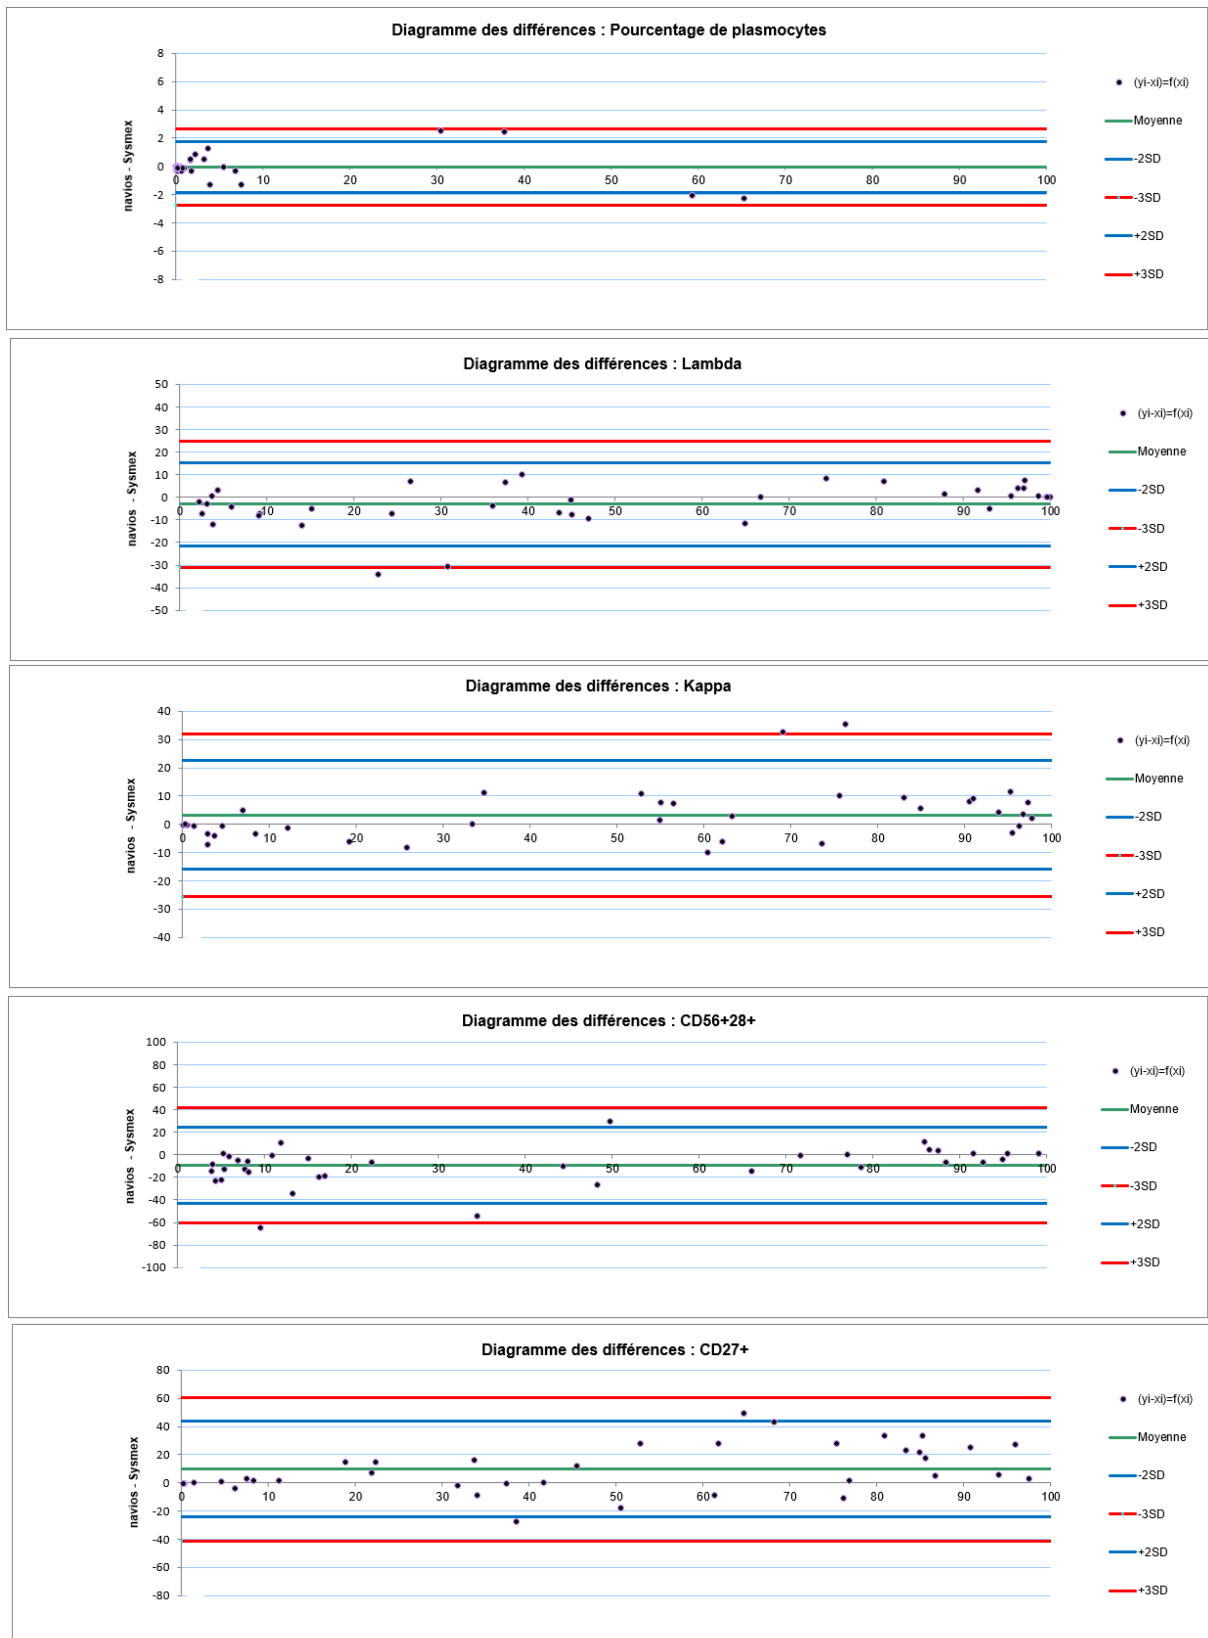 Diagramme des différences : Pourcentage de plasmocytes
8
6
4
2
0
-2
-4
-6
-8
navios - Sysmex
0 10 20 30 40 50 60 70 80 90 100
(yi-xi)=f(xi)
Moyenne
-2SD
-3SD
+2SD
+3SD
Diagramme des différences : Lambda
50
40
30
20
10
0
-10
-20
-30
-40
-50
navios - Sysmex
0 10 20 30 40 50 60 70 80 90 100
(yi-xi)=f(xi)
Moyenne
-2SD
-3SD
+2SD
+3SD
Diagramme des différences : Kappa
40
30
20
10
0
-10
-20
-30
-40
navios - Sysmex
0 10 20 30 40 50 60 70 80 90 100
(yi-xi)=f(xi)
Moyenne
-2SD
-3SD
+2SD
+3SD
Diagramme des différences : CD56+28+
100
80
60
40
20
0
-20
-40
-60
-80
-100
navios - Sysmex
0 10 20 30 40 50 60 70 80 90 100
(yi-xi)=f(xi)
Moyenne
-2SD
-3SD
+2SD
+3SD
Diagramme des différences : CD27+
80
60
40
20
0
-20
-40
-60
-80
navios - Sysmex
0 10 20 30 40 50 60 70 80 90 100
(yi-xi)=f(xi)
Moyenne
-2SD
-3SD
+2SD
+3SD